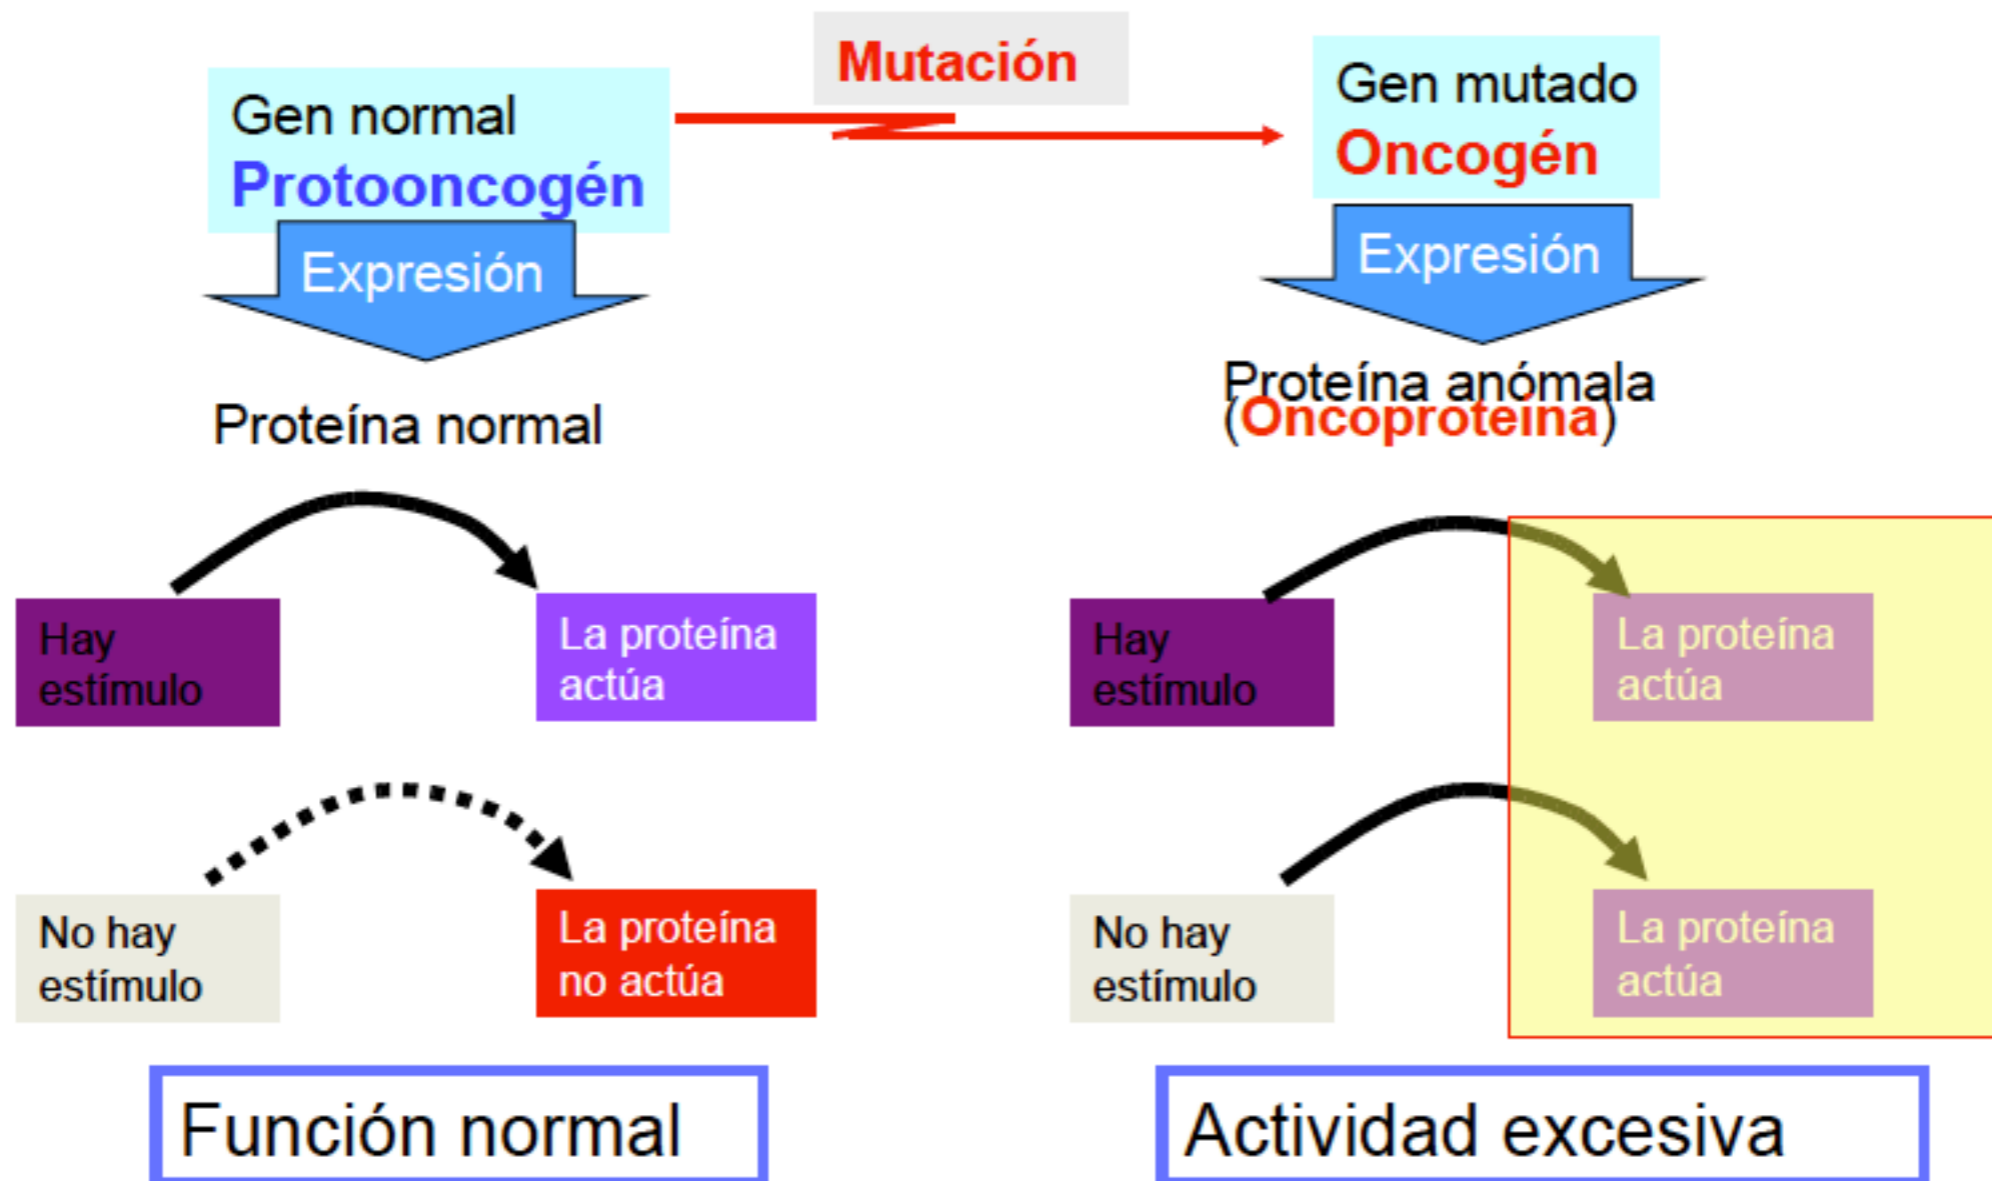 Mutación
Gen normal
Protooncogén
Gen mutado
Oncogén
Expresión
Expresión
Proteína normal
Proteína anómala
(Oncoproteína)
Hay
estímulo
La proteína
actúa
Hay
estímulo
La proteína
actúa
No hay
estímulo
La proteína
no actúa
No hay
estímulo
La proteína
actúa
Función normal
Actividad excesiva